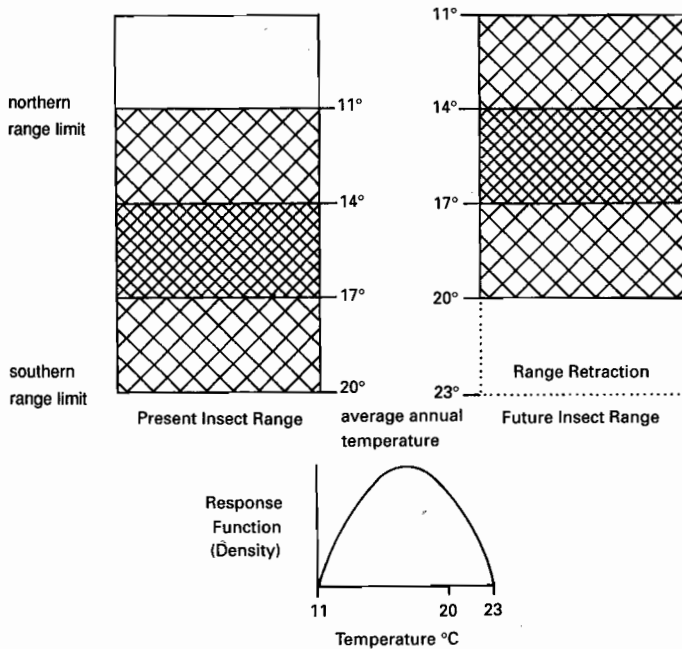 11°
northern
range limit
11°
14°
14°
17°
17°
20°
southern
range limit
20°
Range Retraction
23°
Present Insect Range
average annual
temperature
Future Insect Range
Response
Function
(Density)
11
20
23
Temperature °C